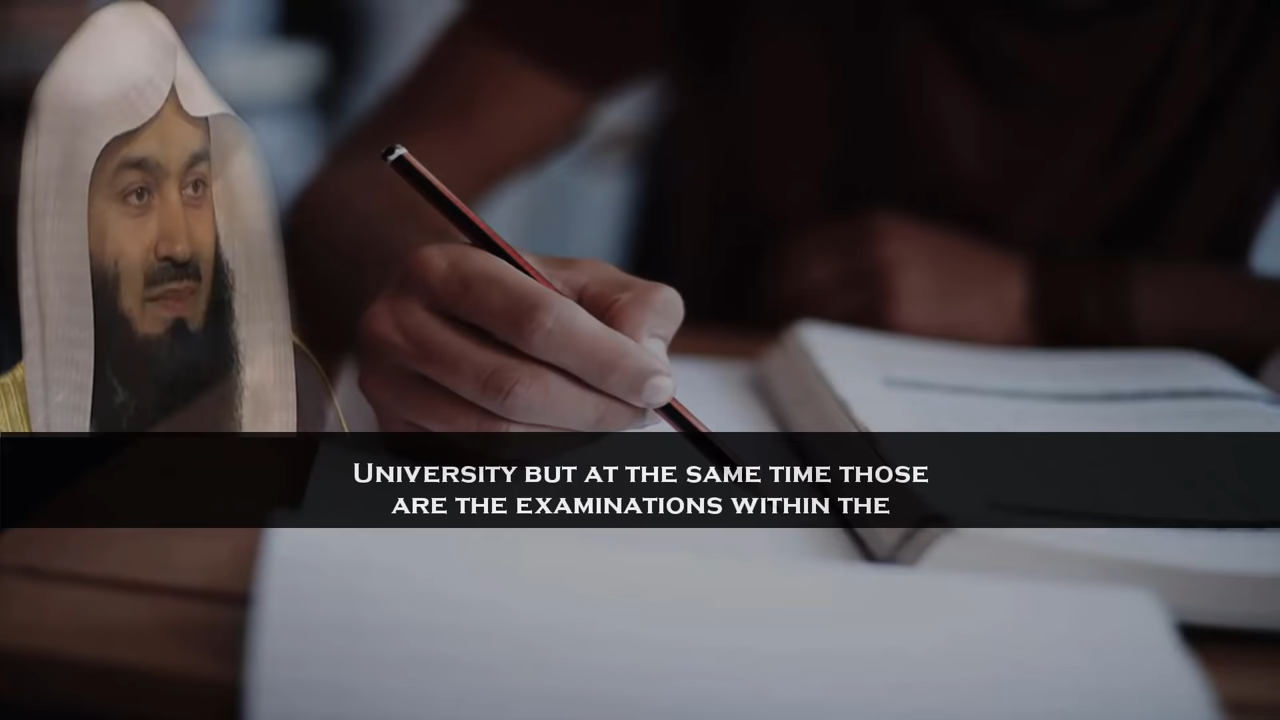 University but at the same time those
are the examinations within the